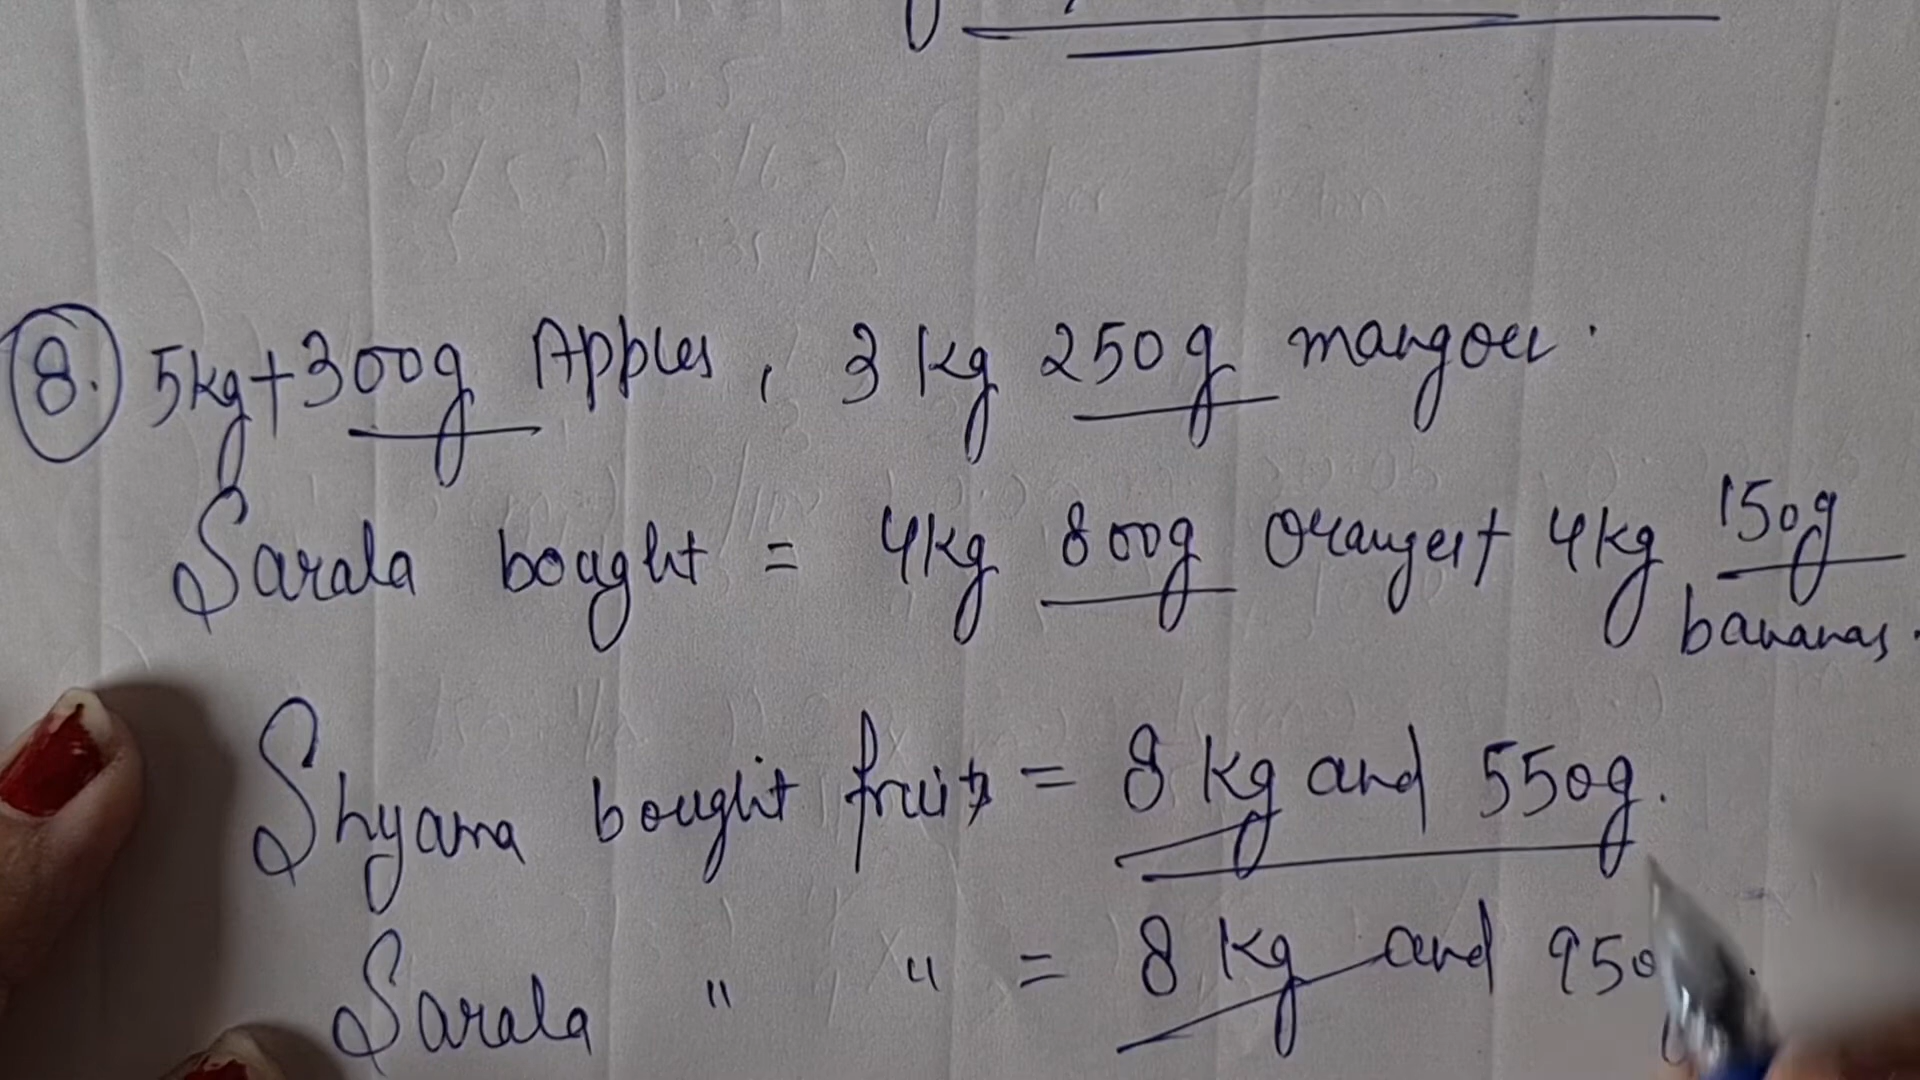 8. 5kg+300g Apples, 3 kg 250g mangoes.
Sarala bought = 4kg 800g oranges + 4kg 150g
bananas.
Shyama bought fruits = 8 kg and 550g.
Sarala " " = 8 kg and 950